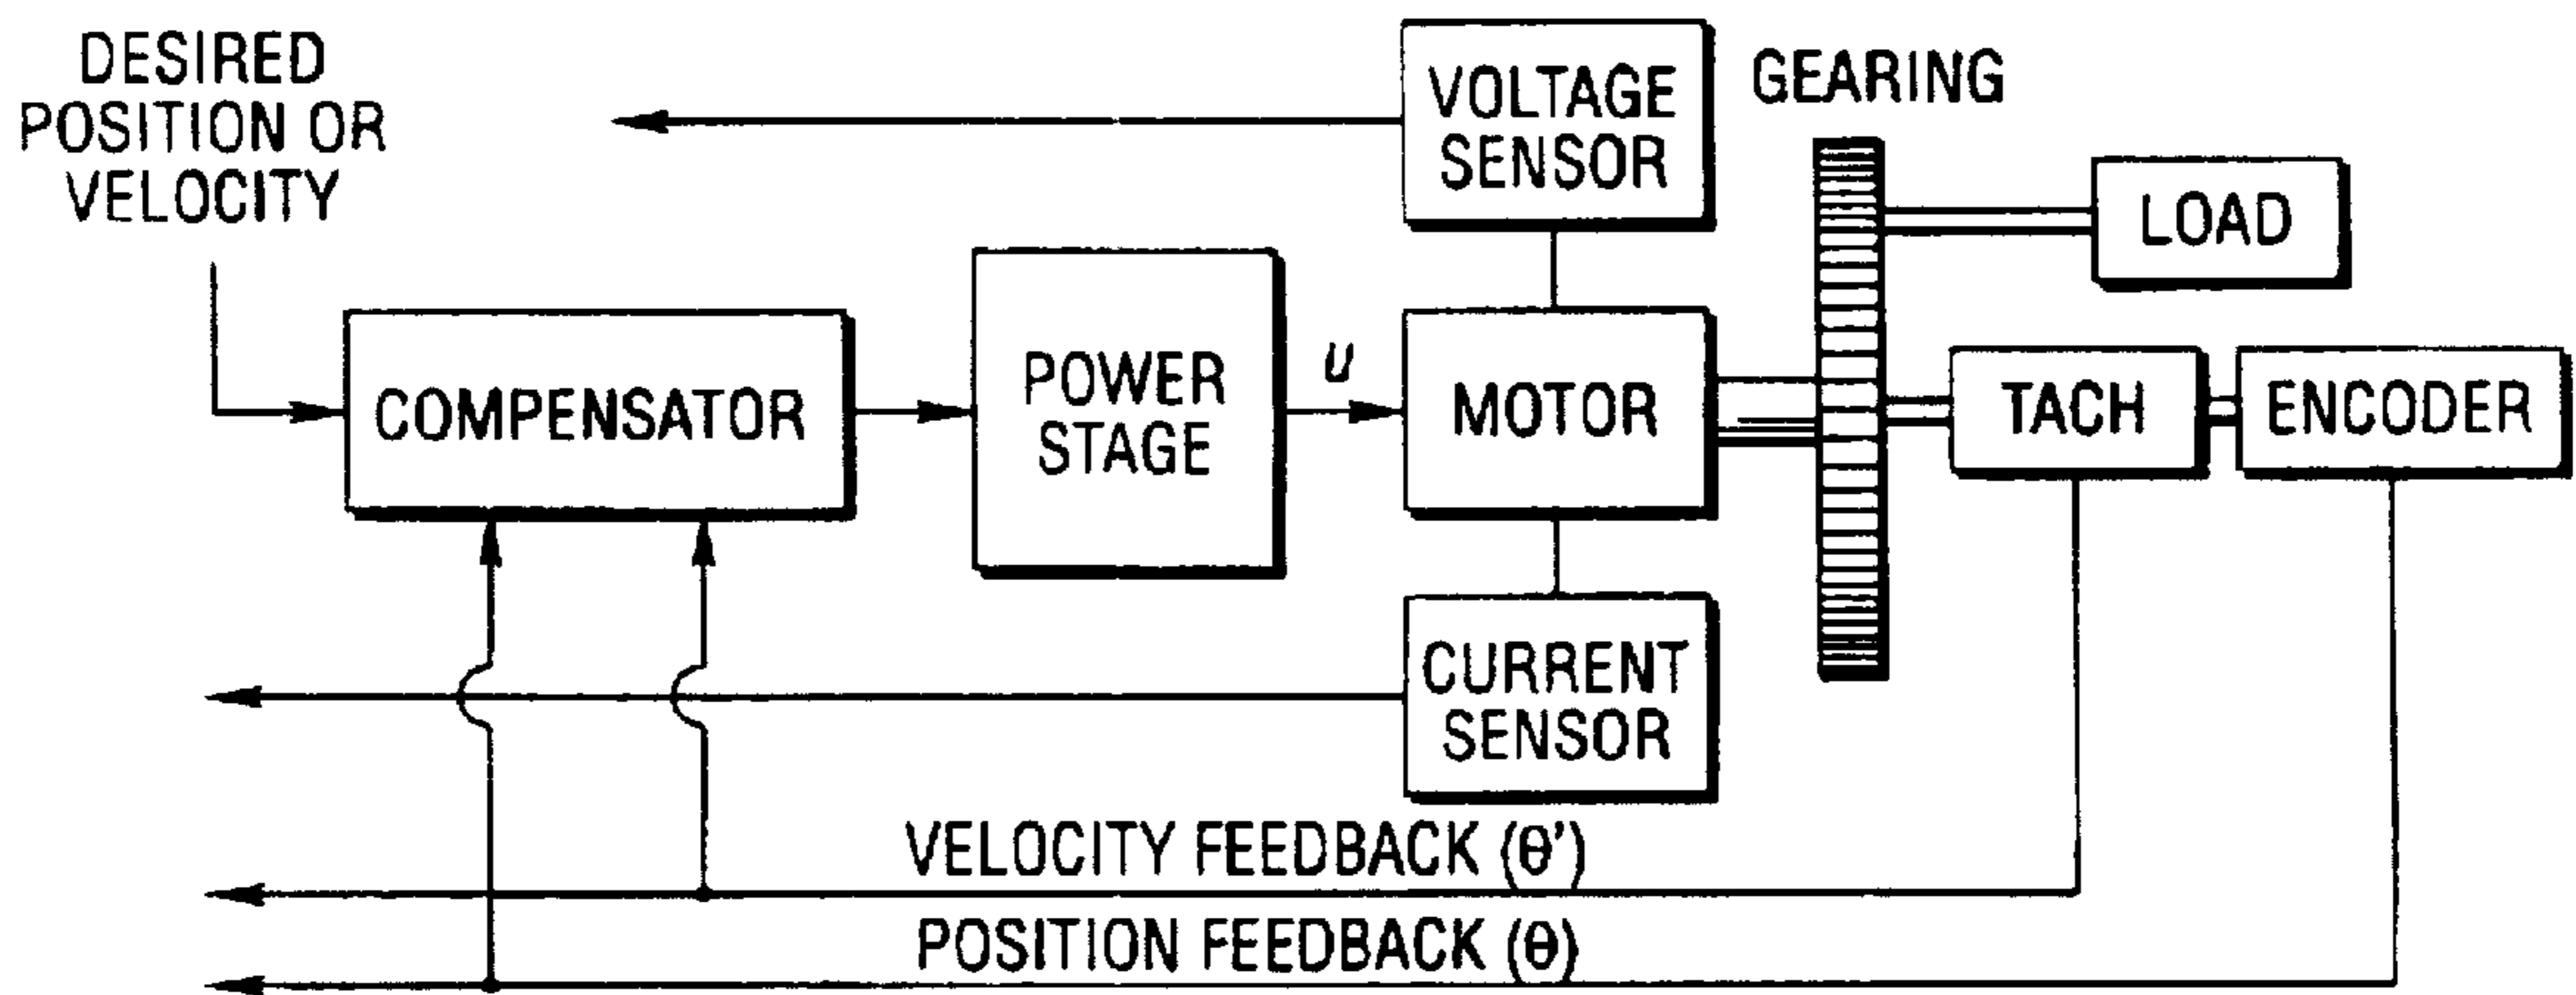 DESIRED
POSITION OR
VELOCITY
VOLTAGE
SENSOR
GEARING
LOAD
COMPENSATOR
POWER
STAGE
u
MOTOR
TACH
ENCODER
CURRENT
SENSOR
VELOCITY FEEDBACK (θ')
POSITION FEEDBACK (θ)